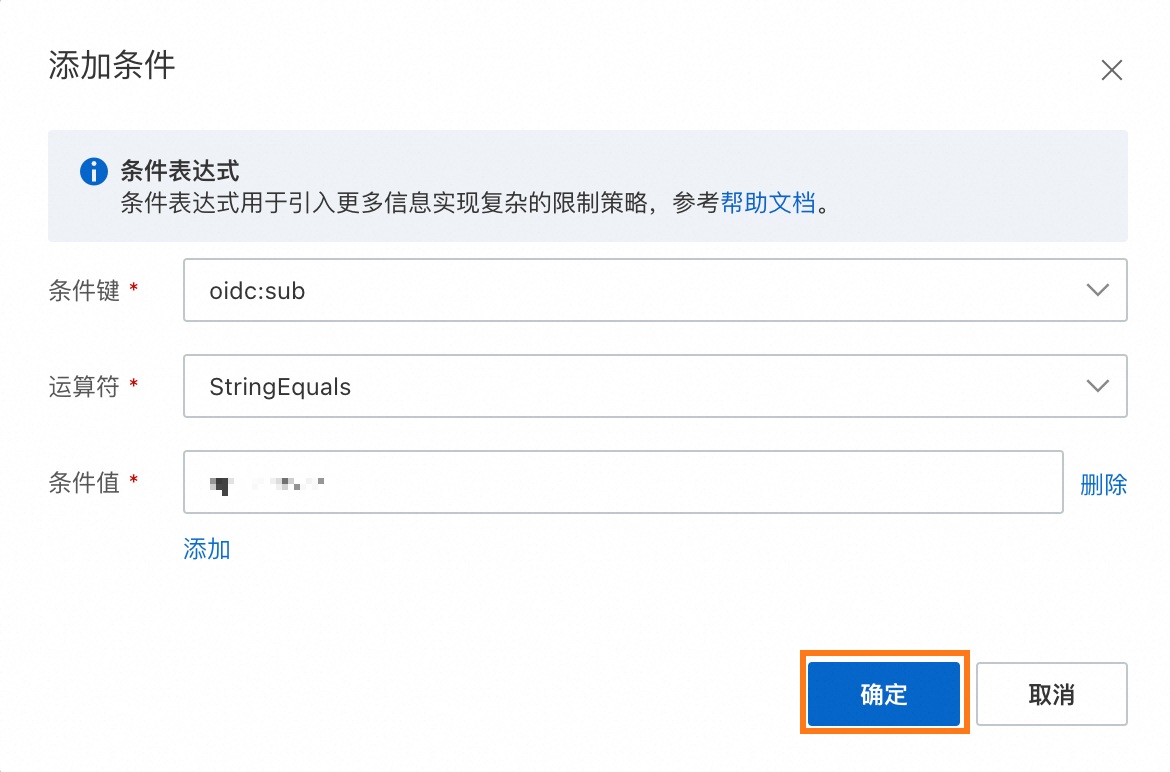 添加条件
条件表达式
条件表达式用于引入更多信息实现复杂的限制策略，参考帮助文档。
条件键 *
oidc:sub
运算符 *
StringEquals
条件值 *
删除
添加
确定
取消